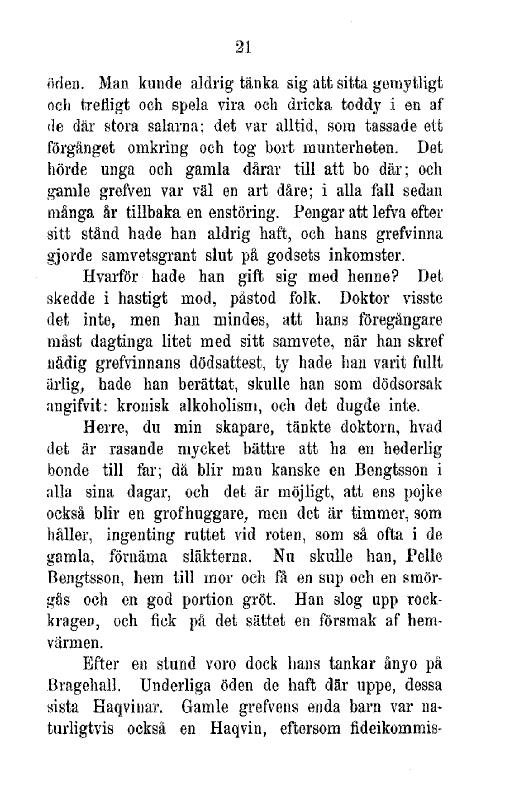 21
öden. Man kunde aldrig tänka sig att sitta gemytligt
och trefligt och spela vira och dricka toddy i en af
de där stora salarna; det var alltid, som tassade ett
förgånget omkring och tog bort munterheten. Det
hörde unga och gamla dårar till att bo där; och
gamle grefven var väl en art dåre; i alla fall sedan
många år tillbaka en enstöring. Pengar att lefva efter
sitt stånd hade han aldrig haft, och hans grefvinna
gjorde samvetsgrant slut på godsets inkomster.
Hvarför hade han gift sig med henne? Det
skedde i hastigt mod, påstod folk. Doktor visste
det inte, men han mindes, att hans föregångare
måst dagtinga litet med sitt samvete, när han skref
nådig grefvinnans dödsattest, ty hade han varit fullt
ärlig, hade han berättat, skulle han som dödsorsak
angifvit: kronisk alkoholism, och det dugde inte.
Herre, du min skapare, tänkte doktorn, hvad
det är rasande mycket bättre att ha en hederlig
bonde till far; då blir man kanske en Bengtsson i
alla sina dagar, och det är möjligt, att ens pojke
också blir en grofhuggare, men det är timmer, som
håller, ingenting ruttet vid roten, som så ofta i de
gamla, förnäma släkterna. Nu skulle han, Pelle
Bengtsson, hem till mor och få en sup och en smör-
gås och en god portion gröt. Han slog upp rock-
kragen, och fick på det sättet en försmak af hem-
värmen.
Efter en stund voro dock hans tankar ånyo på
Bragehall. Underliga öden de haft där uppe, dessa
sista Haqvinar. Gamle grefvens enda barn var na-
turligtvis också en Haqvin, eftersom fideikommis-